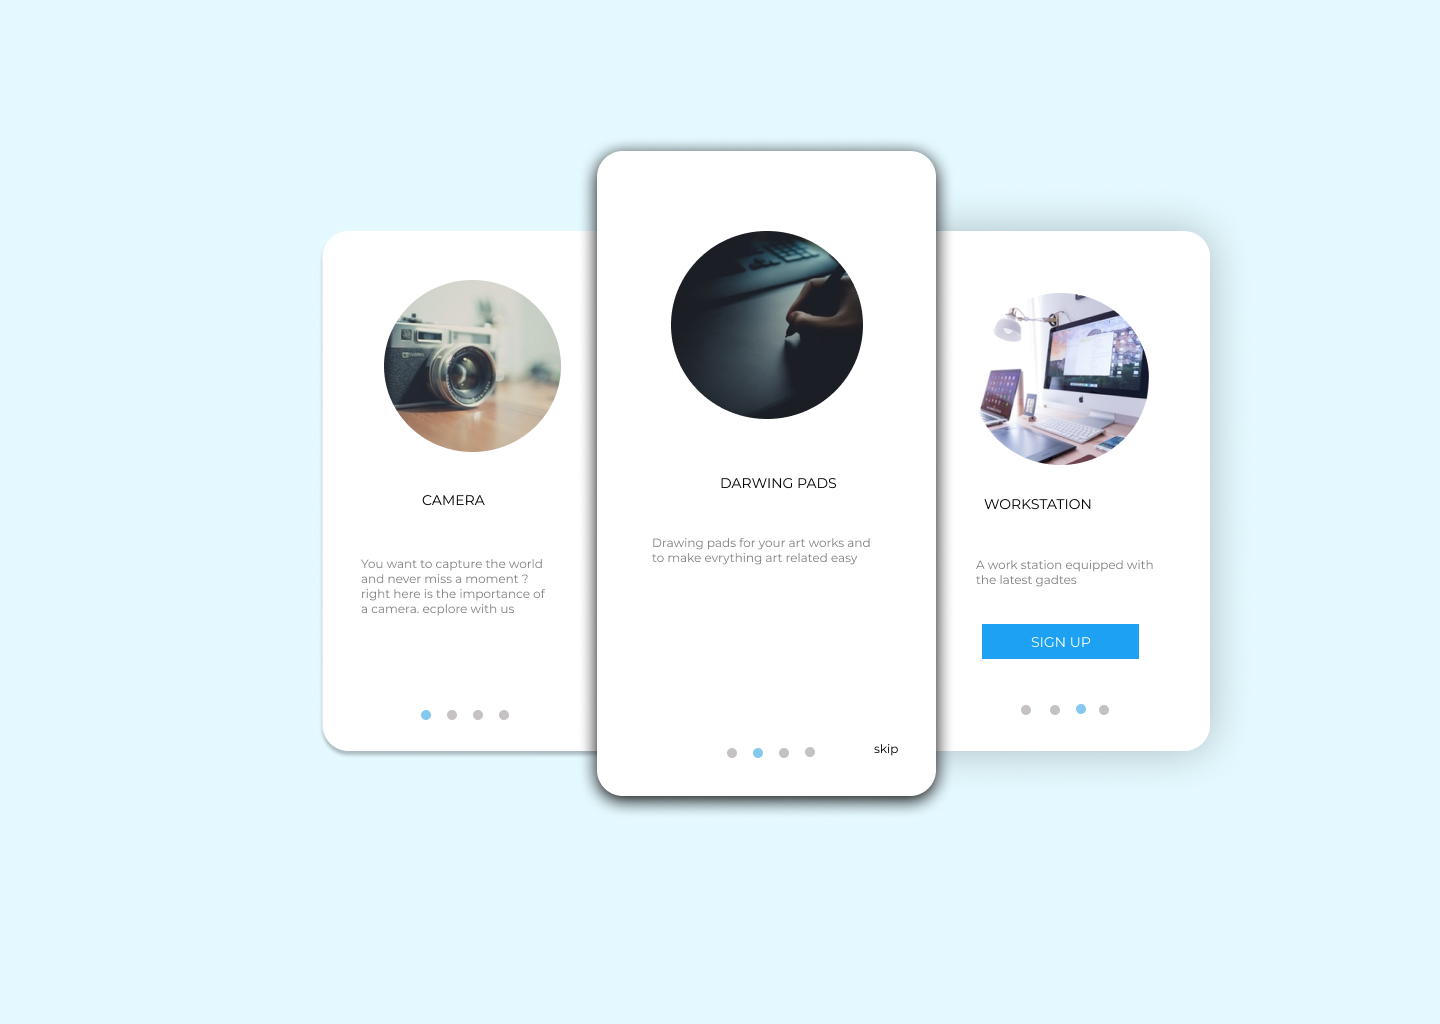 CAMERA
You want to capture the world
and never miss a moment ?
right here is the importance of
a camera. ecplore with us
DARWING PADS
Drawing pads for your art works and
to make evrything art related easy
skip
WORKSTATION
A work station equipped with
the latest gadtes
SIGN UP